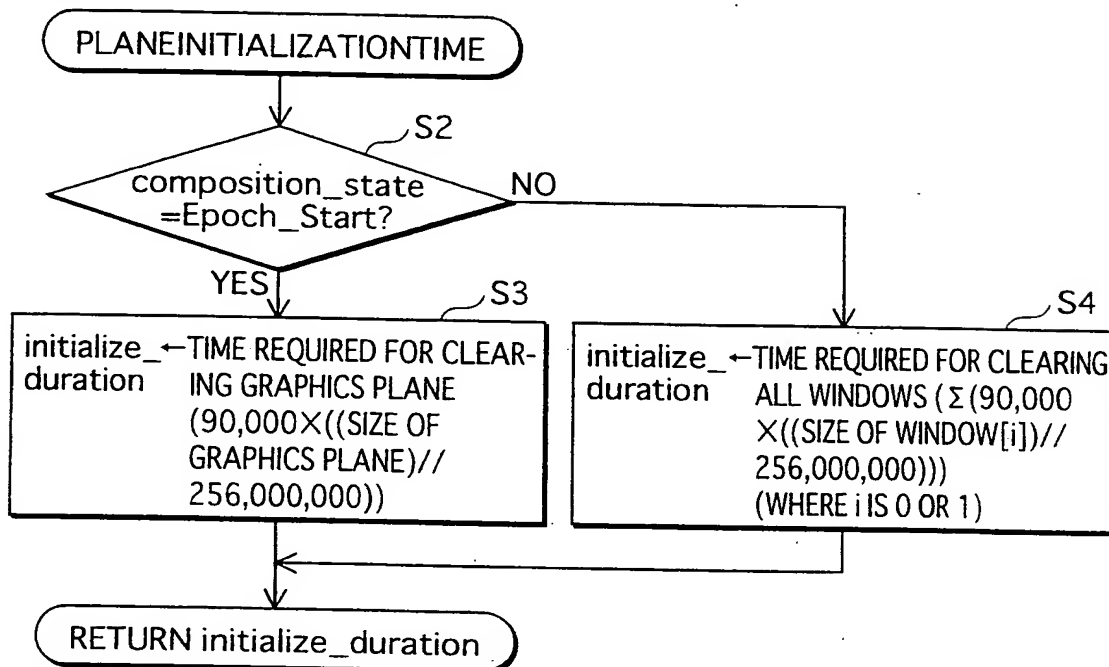 PLANEINITIALIZATIONTIME
S2
composition_state
=Epoch_Start?
NO
YES
S3
initialize_←TIME REQUIRED FOR CLEAR-
duration ING GRAPHICS PLANE
(90,000×((SIZE OF
GRAPHICS PLANE)//
256,000,000))
S4
initialize_←TIME REQUIRED FOR CLEARING
duration ALL WINDOWS (Σ(90,000
×((SIZE OF WINDOW[i])//
256,000,000)))
(WHERE i IS 0 OR 1)
RETURN initialize_duration